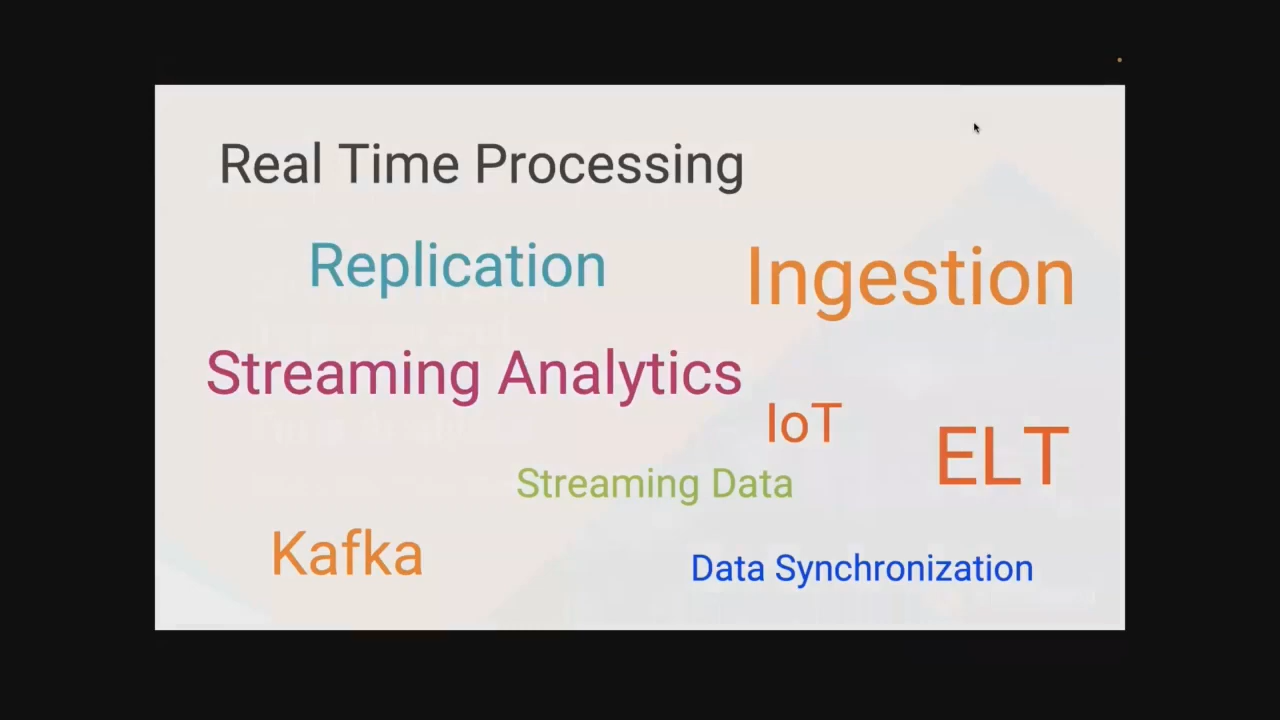 Real Time Processing
Replication
Ingestion
Streaming Analytics
IoT
ELT
Streaming Data
Kafka
Data Synchronization